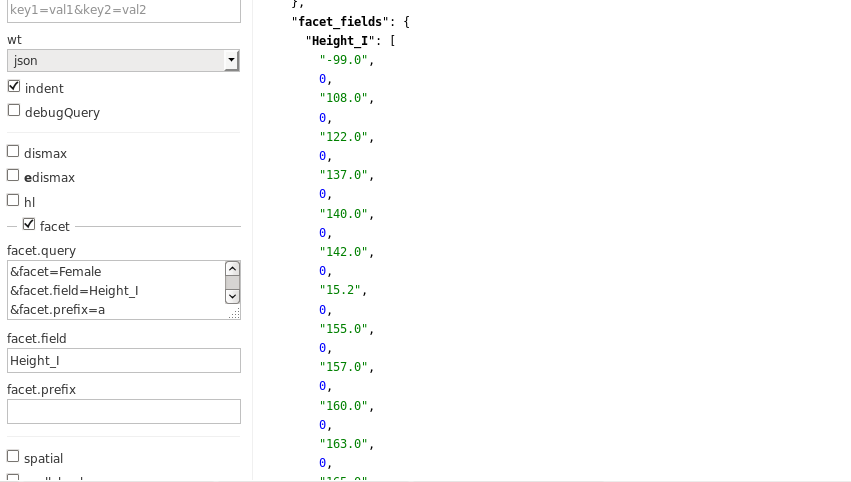 key1=val1&key2=val2
wt
json
indent
debugQuery
dismax
edismax
hl
facet
facet.query
&facet=Female
&facet.field=Height_I
&facet.prefix=a
facet.field
Height_I
facet.prefix
spatial
},
"facet_fields": {
"Height_I": [
"-99.0",
0,
"108.0",
0,
"122.0",
0,
"137.0",
0,
"140.0",
0,
"142.0",
0,
"15.2",
0,
"155.0",
0,
"157.0",
0,
"160.0",
0,
"163.0",
0,